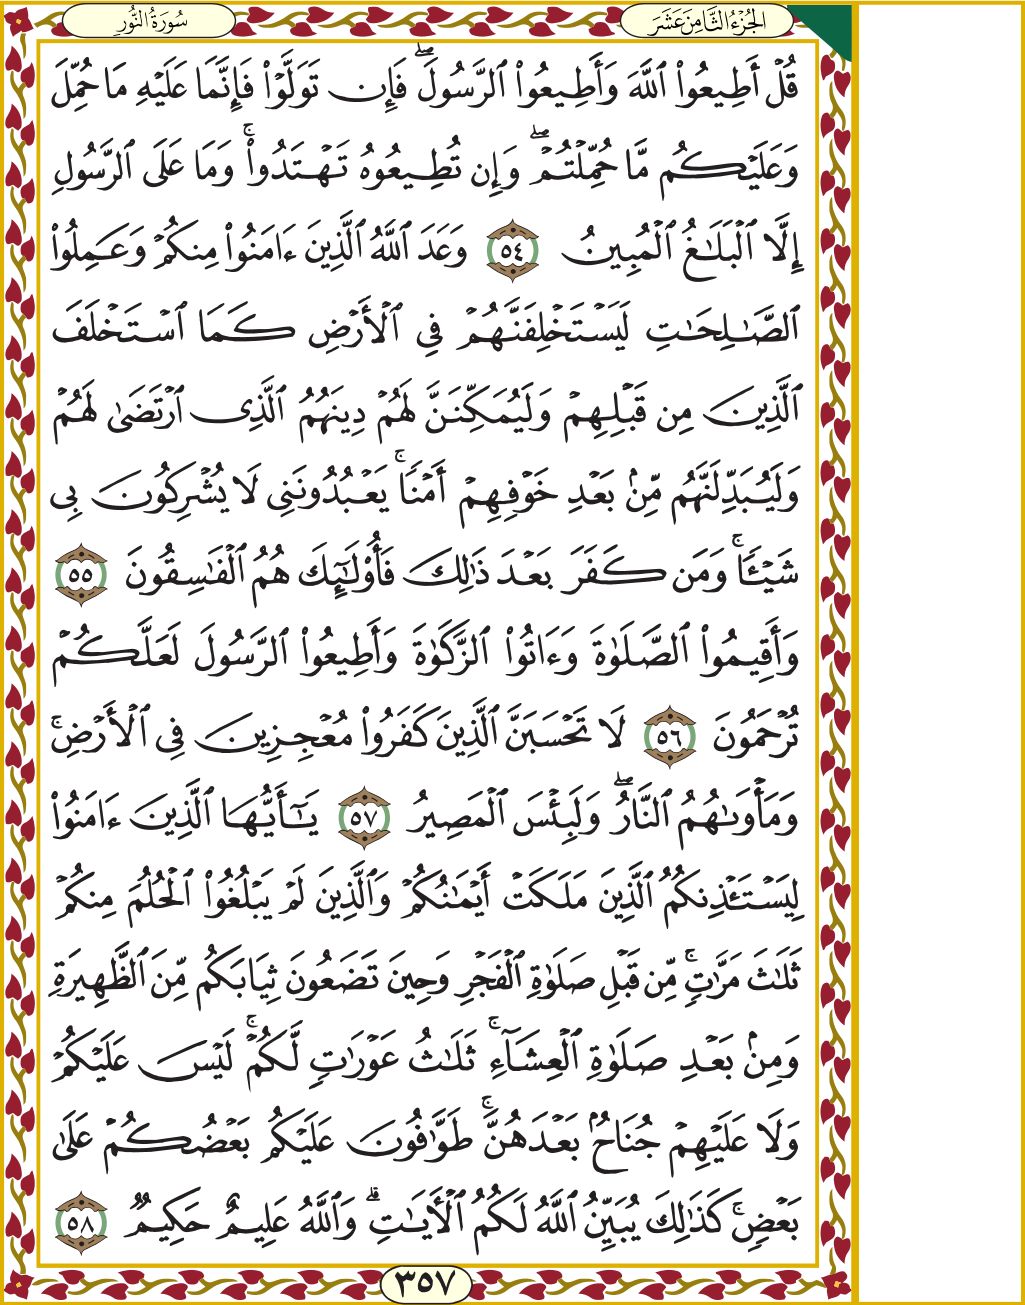 الجُزْءُ الثَّامِنَ عَشَرَ
سُورَةُ النُّورِ
قُلْ أَطِيعُوا۟ ٱللَّهَ وَأَطِيعُوا۟ ٱلرَّسُولَ ۖ فَإِن تَوَلَّوْا۟ فَإِنَّمَا عَلَيْهِ مَا حُمِّلَ
وَعَلَيْكُم مَّا حُمِّلْتُمْ ۖ وَإِن تُطِيعُوهُ تَهْتَدُوا۟ ۚ وَمَا عَلَى ٱلرَّسُولِ
إِلَّا ٱلْبَلَـٰغُ ٱلْمُبِينُ ٥٤ وَعَدَ ٱللَّهُ ٱلَّذِينَ ءَامَنُوا۟ مِنكُمْ وَعَمِلُوا۟
ٱلصَّـٰلِحَـٰتِ لَيَسْتَخْلِفَنَّهُمْ فِى ٱلْأَرْضِ كَمَا ٱسْتَخْلَفَ
ٱلَّذِينَ مِن قَبْلِهِمْ وَلَيُمَكِّنَنَّ لَهُمْ دِينَهُمُ ٱلَّذِى ٱرْتَضَىٰ لَهُمْ
وَلَيُبَدِّلَنَّهُم مِّنۢ بَعْدِ خَوْفِهِمْ أَمْنًا ۚ يَعْبُدُونَنِى لَا يُشْرِكُونَ بِى
شَيْـًٔا ۚ وَمَن كَفَرَ بَعْدَ ذَٰلِكَ فَأُو۟لَـٰٓئِكَ هُمُ ٱلْفَـٰسِقُونَ ٥٥
وَأَقِيمُوا۟ ٱلصَّلَوٰةَ وَءَاتُوا۟ ٱلزَّكَوٰةَ وَأَطِيعُوا۟ ٱلرَّسُولَ لَعَلَّكُمْ
تُرْحَمُونَ ٥٦ لَا تَحْسَبَنَّ ٱلَّذِينَ كَفَرُوا۟ مُعْجِزِينَ فِى ٱلْأَرْضِ ۚ
وَمَأْوَىٰهُمُ ٱلنَّارُ ۖ وَلَبِئْسَ ٱلْمَصِيرُ ٥٧ يَـٰٓأَيُّهَا ٱلَّذِينَ ءَامَنُوا۟
لِيَسْتَـْٔذِنكُمُ ٱلَّذِينَ مَلَكَتْ أَيْمَـٰنُكُمْ وَٱلَّذِينَ لَمْ يَبْلُغُوا۟ ٱلْحُلُمَ مِنكُمْ
ثَلَـٰثَ مَرَّٰتٍ ۚ مِّن قَبْلِ صَلَوٰةِ ٱلْفَجْرِ وَحِينَ تَضَعُونَ ثِيَابَكُم مِّنَ ٱلظَّهِيرَةِ
وَمِنۢ بَعْدِ صَلَوٰةِ ٱلْعِشَآءِ ۚ ثَلَـٰثُ عَوْرَٰتٍ لَّكُمْ ۚ لَيْسَ عَلَيْكُمْ
وَلَا عَلَيْهِمْ جُنَاحٌۢ بَعْدَهُنَّ ۚ طَوَّٰفُونَ عَلَيْكُم بَعْضُكُمْ عَلَىٰ
بَعْضٍ ۚ كَذَٰلِكَ يُبَيِّنُ ٱللَّهُ لَكُمُ ٱلْـَٔايَـٰتِ ۗ وَٱللَّهُ عَلِيمٌ حَكِيمٌ ٥٨
٣٥٧